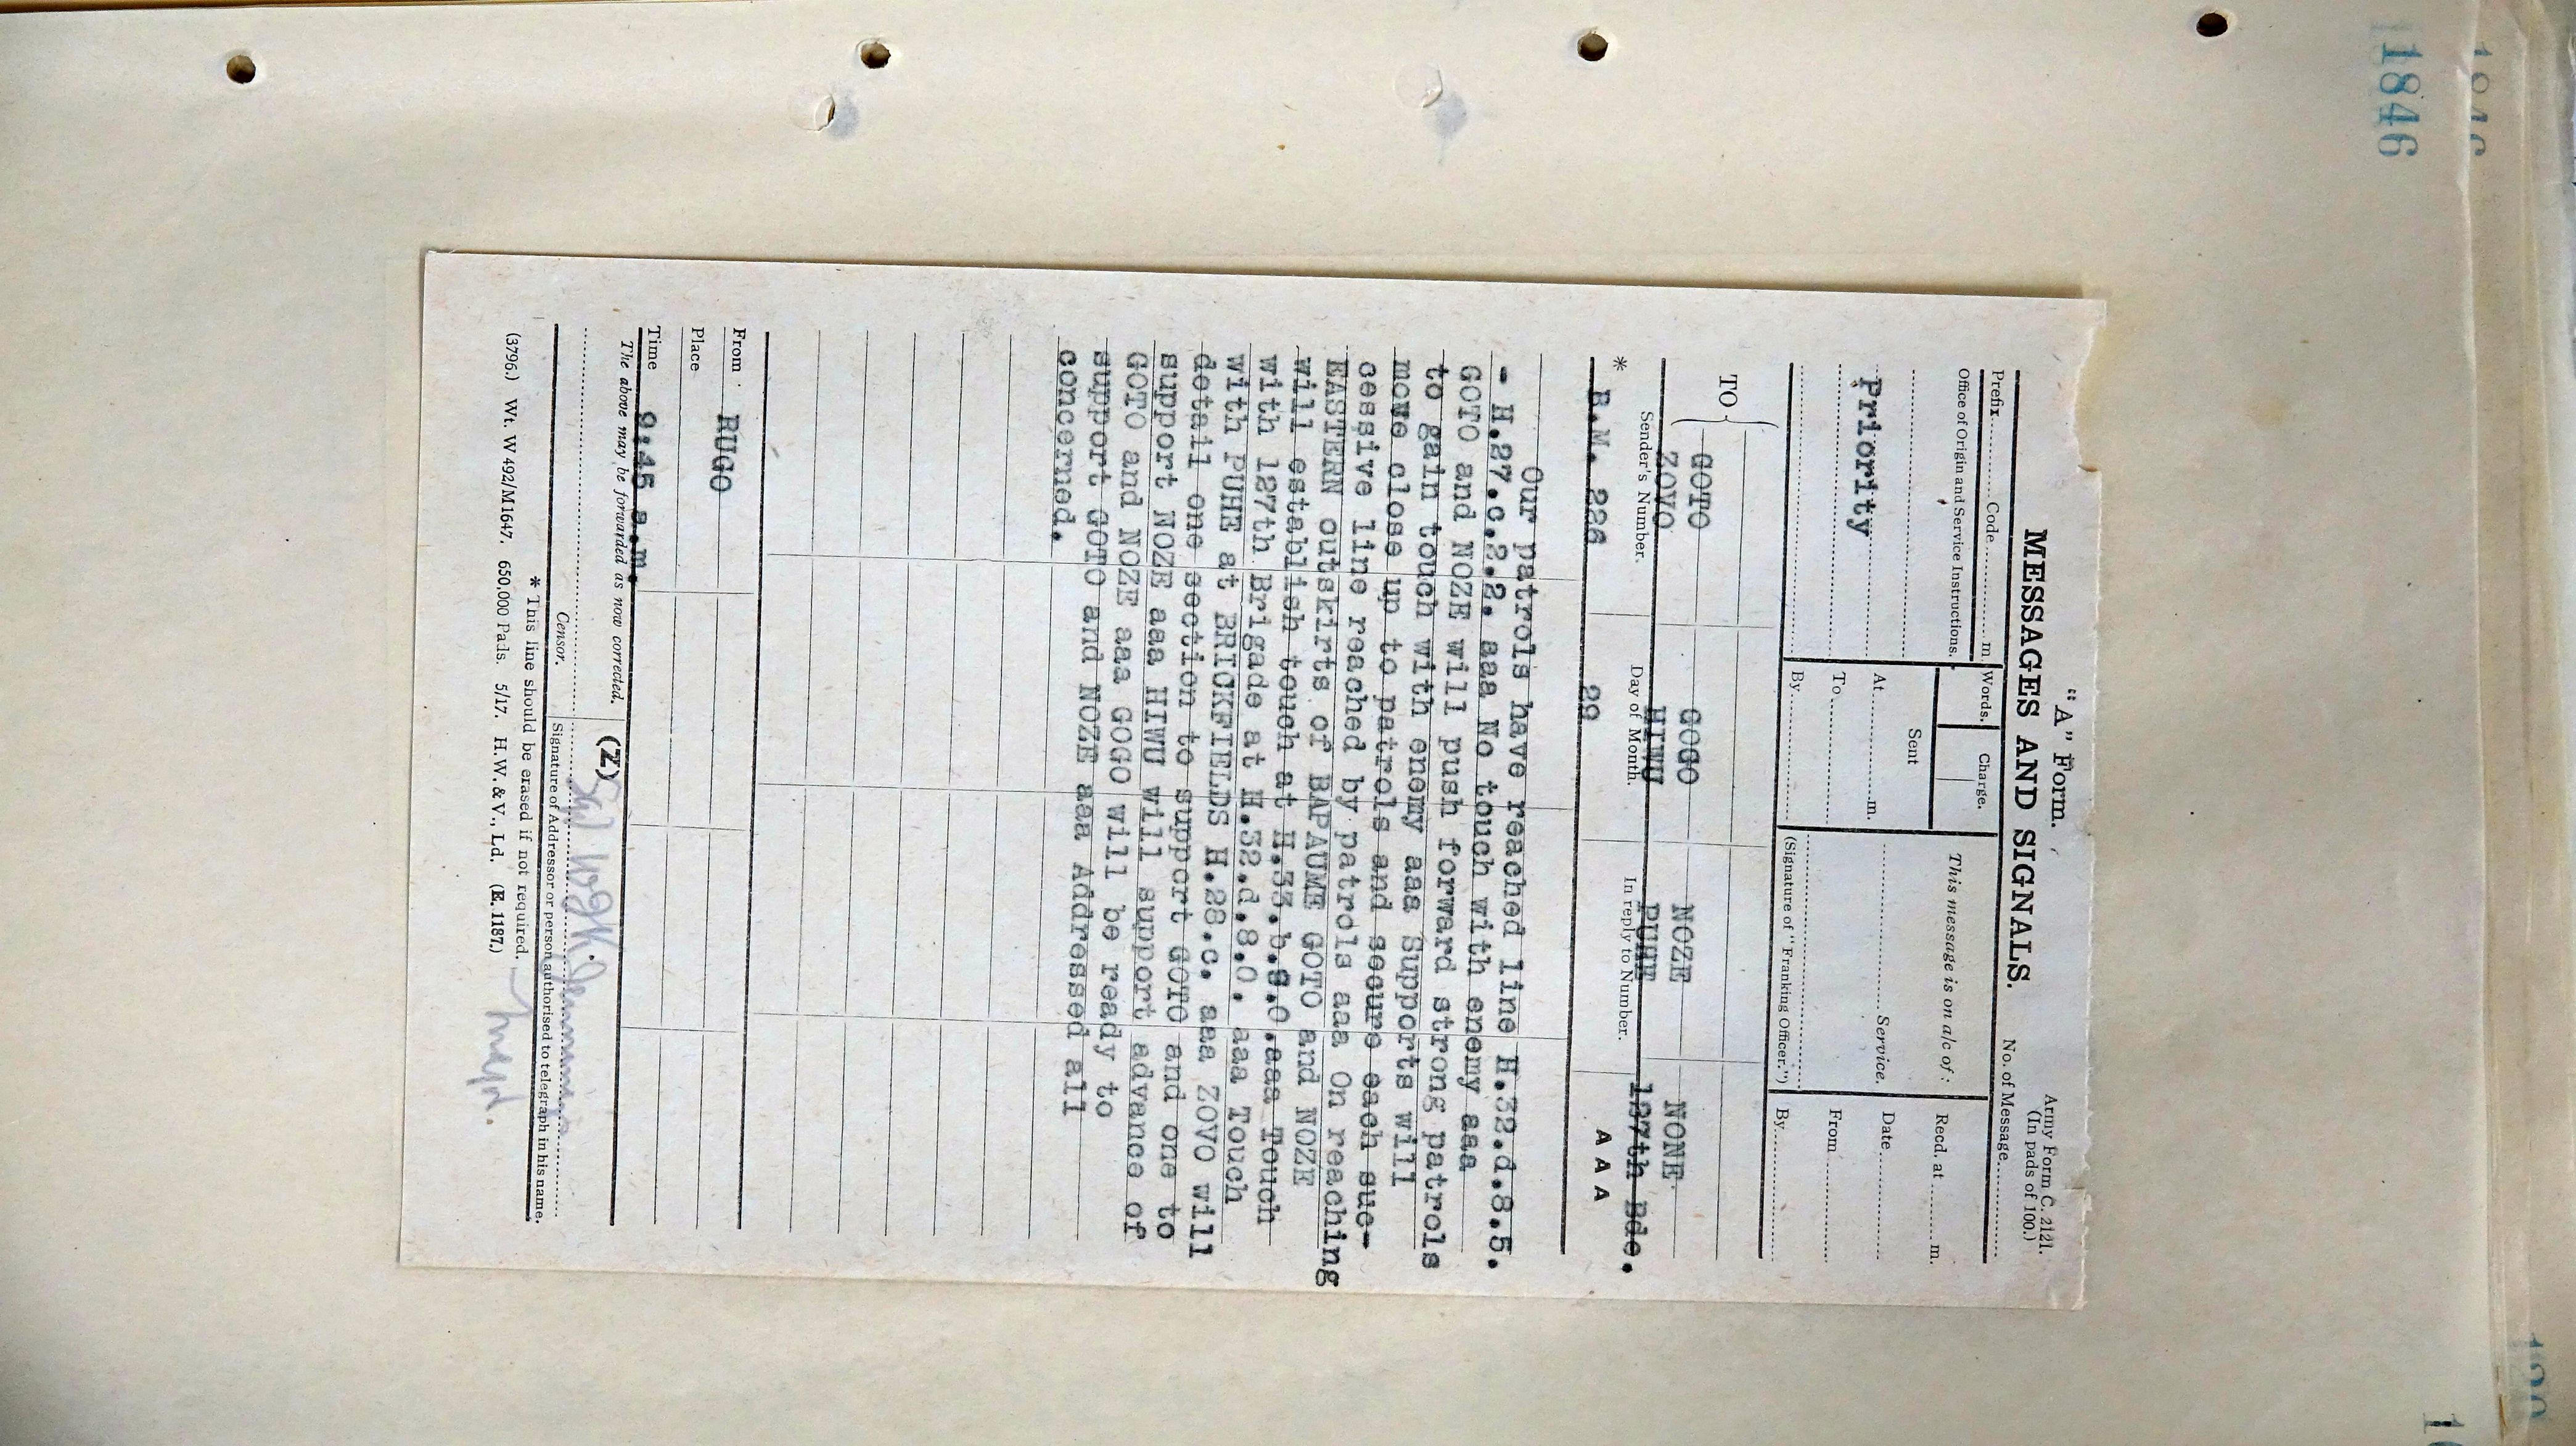 1846
"A" Form.
MESSAGES AND SIGNALS.
Army Form C. 2121.
(In pads of 100.)
No. of Message
Prefix Code m.
Words.
Charge.
This message is on a/c of :
Recd. at m.
Office of Origin and Service Instructions.
Sent
Date
Priority
At m.
Service.
From
To
By
(Signature of "Franking Officer.")
By
TO
GOTO GOGO NOZE NONE
ZOVO HIWU PUHE 127th Bde.
Sender's Number. Day of Month. In reply to Number.
* B.M. 226 29 AAA
Our patrols have reached line H.32.d.8.5.
- H.27.c.2.2. aaa No touch with enemy aaa
GOTO and NOZE will push forward strong patrols
to gain touch with enemy aaa Supports will
move close up to patrols and secure each suc-
cessive line reached by patrols aaa On reaching
EASTERN outskirts of BAPAUME GOTO and NOZE
will establish touch at H.33.b.9.0.aaa Touch
with 127th Brigade at H.32.d.8.0. aaa Touch
with PUHE at BRICKFIELDS H.28.c. aaa ZOVO will
detail one section to support GOTO and one to
support NOZE aaa HIWU will support advance of
GOTO and NOZE aaa GOGO will be ready to
support GOTO and NOZE aaa Addressed all
concerned.
From RUGO
Place
Time 9.45 a.m.
The above may be forwarded as now corrected. (Z)
Censor. Signature of Addressor or person authorised to telegraph in his name.
* This line should be erased if not required.
(3796.) Wt. W 492/M1647. 650,000 Pads. 5/17. H.W. & V., Ld. (E. 1187.)